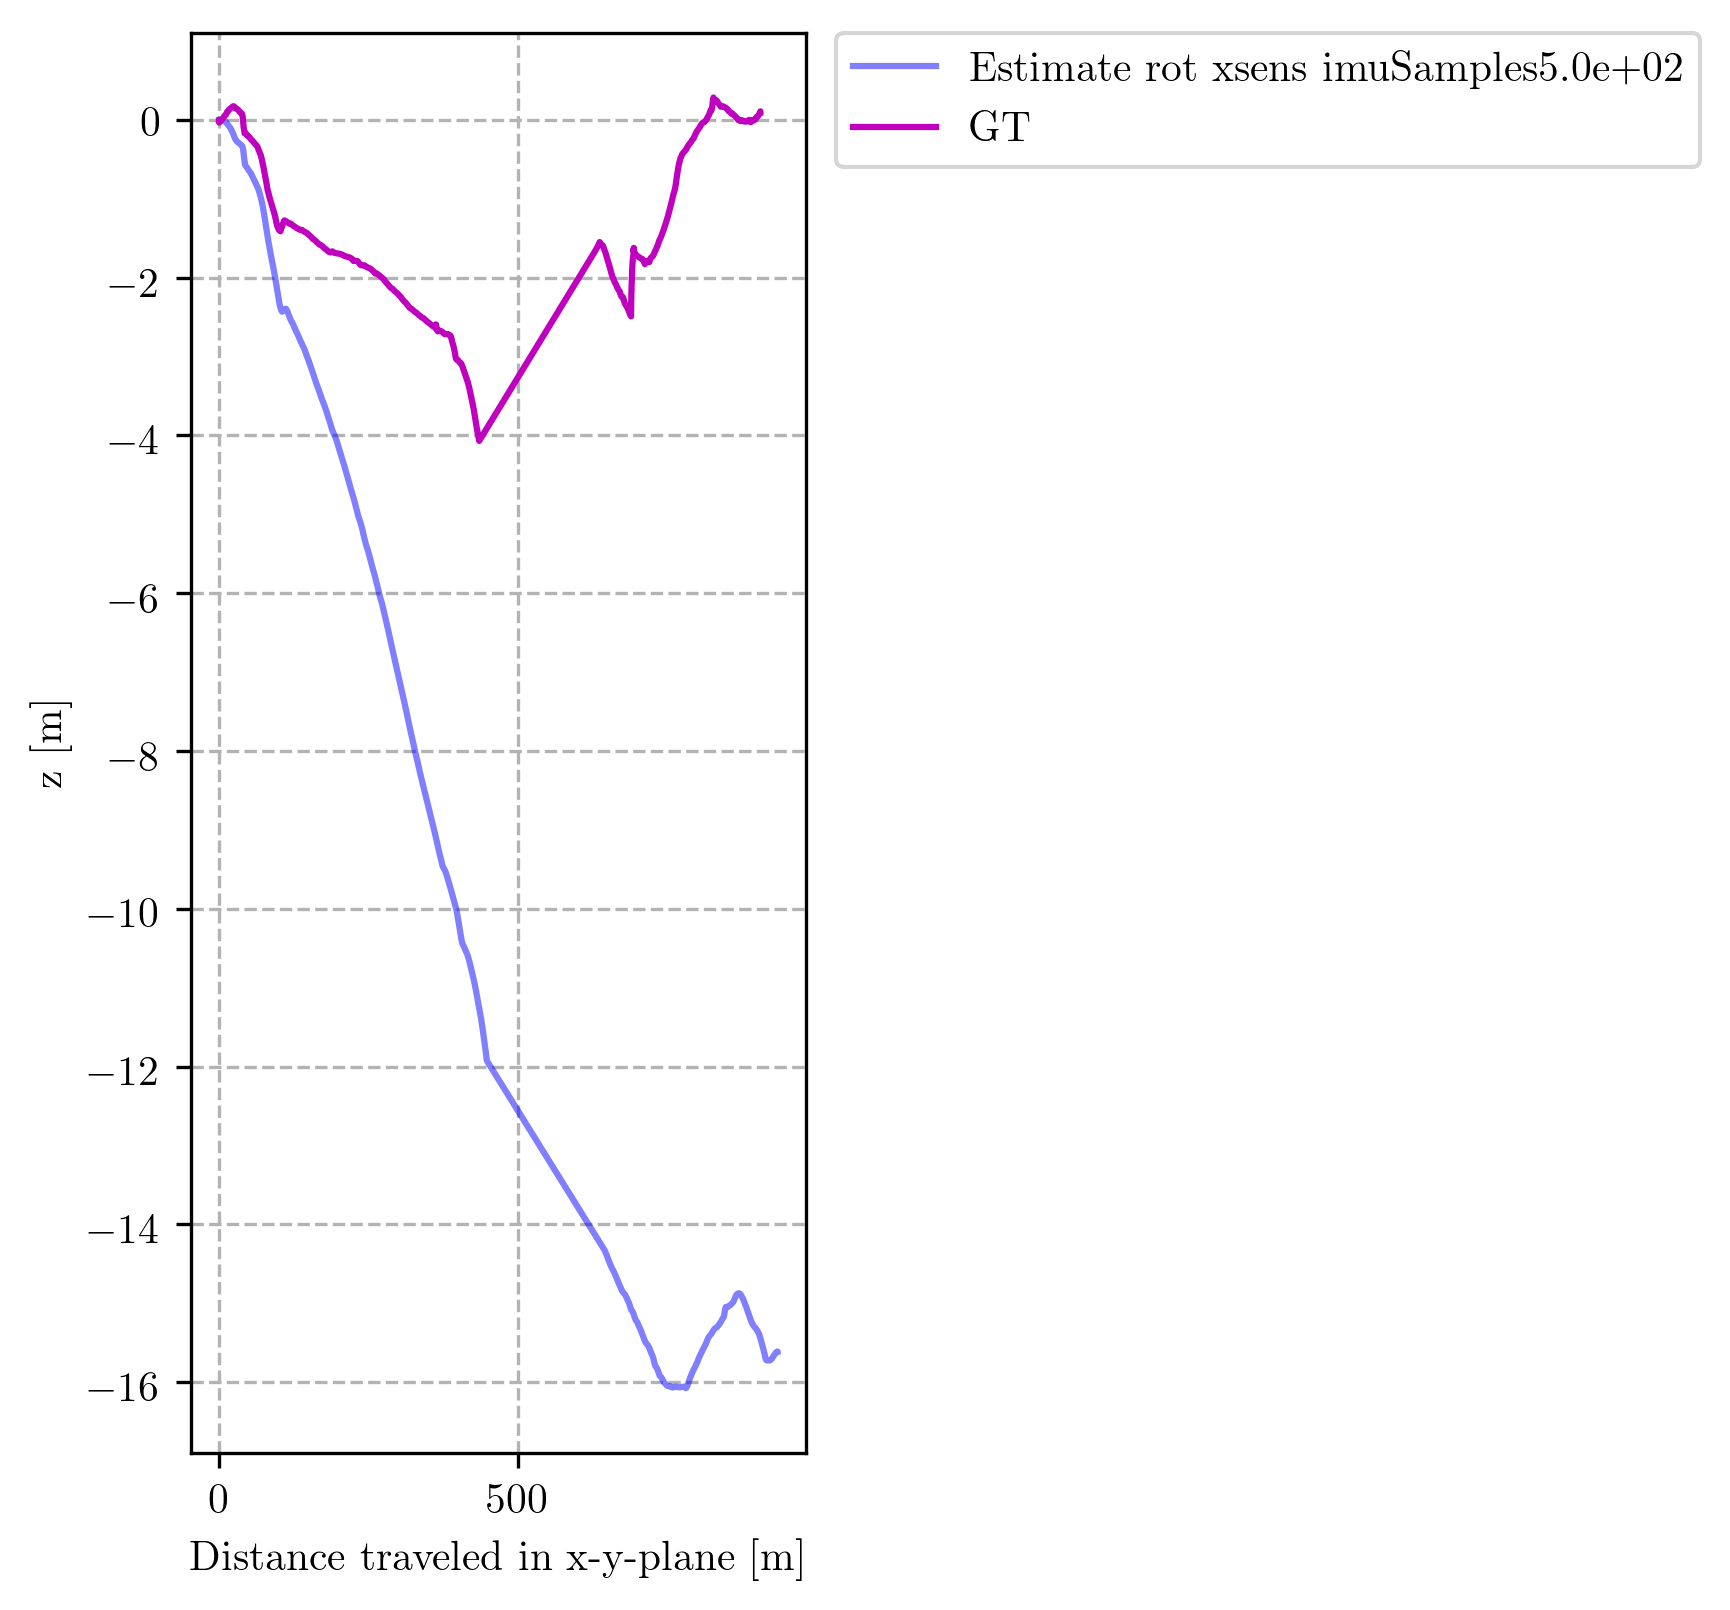 Estimate rot xsens imuSamples5.0e+02
GT
0
−2
−4
−6
−8
−10
−12
−14
−16
z [m]
0 500
Distance traveled in x-y-plane [m]